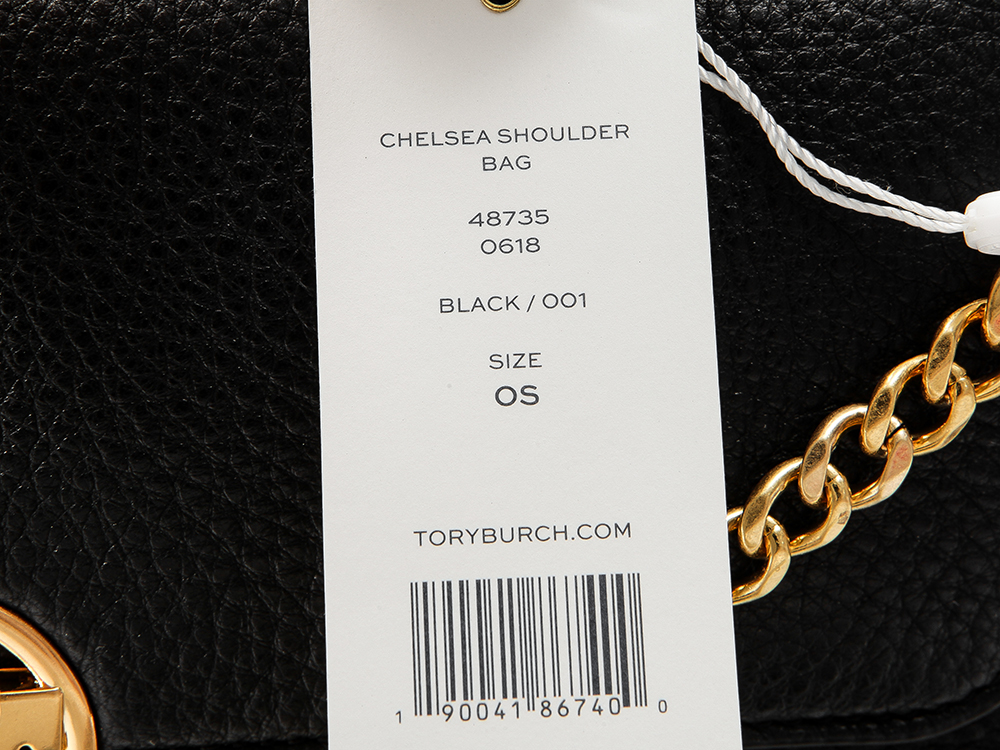 CHELSEA SHOULDER
BAG
48735
0618
BLACK / 001
SIZE
OS
TORYBURCH.COM
1 90041 86740 0